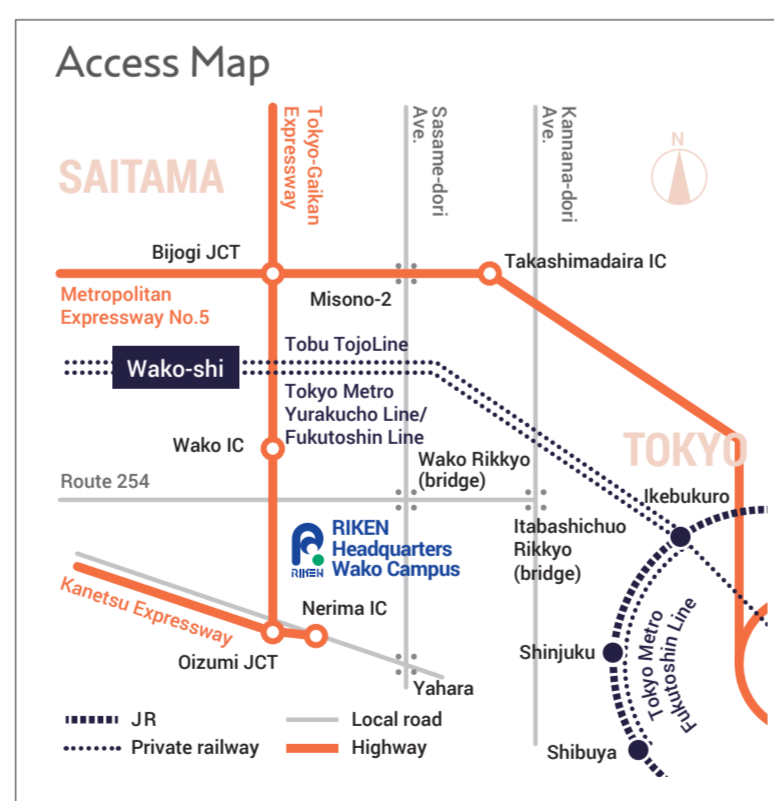 Access Map
Tokyo-Gaikan
Expressway
Sasame-dori
Ave.
Kannana-dori
Ave.
N
SAITAMA
Bijogi JCT
Takashimadaira IC
Metropolitan
Expressway No.5
Misono-2
Tobu TojoLine
Wako-shi
Tokyo Metro
Yurakucho Line/
Fukutoshin Line
Wako IC
TOKYO
Wako Rikkyo
(bridge)
Route 254
Ikebukuro
RIKEN
Headquarters
Wako Campus
RIKEN
Itabashichuo
Rikkyo
(bridge)
Kanetsu Expressway
Nerima IC
Oizumi JCT
Shinjuku
Tokyo Metro
Fukutoshin Line
Yahara
Shibuya
JR
Local road
Private railway
Highway